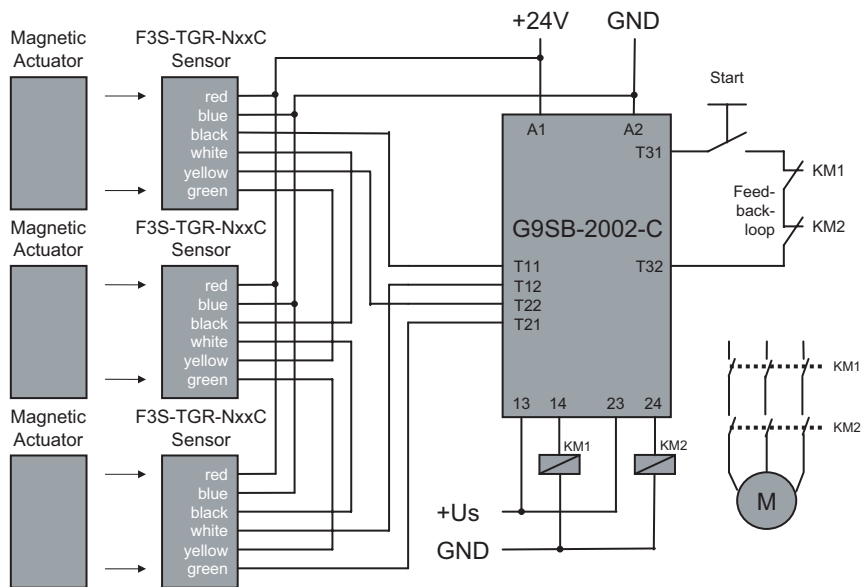 +24V
GND
Magnetic
Actuator
F3S-TGR-NxxC
Sensor
red
blue
black
white
yellow
green
Magnetic
Actuator
F3S-TGR-NxxC
Sensor
red
blue
black
white
yellow
green
Magnetic
Actuator
F3S-TGR-NxxC
Sensor
red
blue
black
white
yellow
green
A1
A2
T31
G9SB-2002-C
T11
T12
T22
T21
T32
13
14
23
24
Start
KM1
Feed-
back-
loop
KM2
KM1
KM2
+Us
GND
KM1
KM2
M